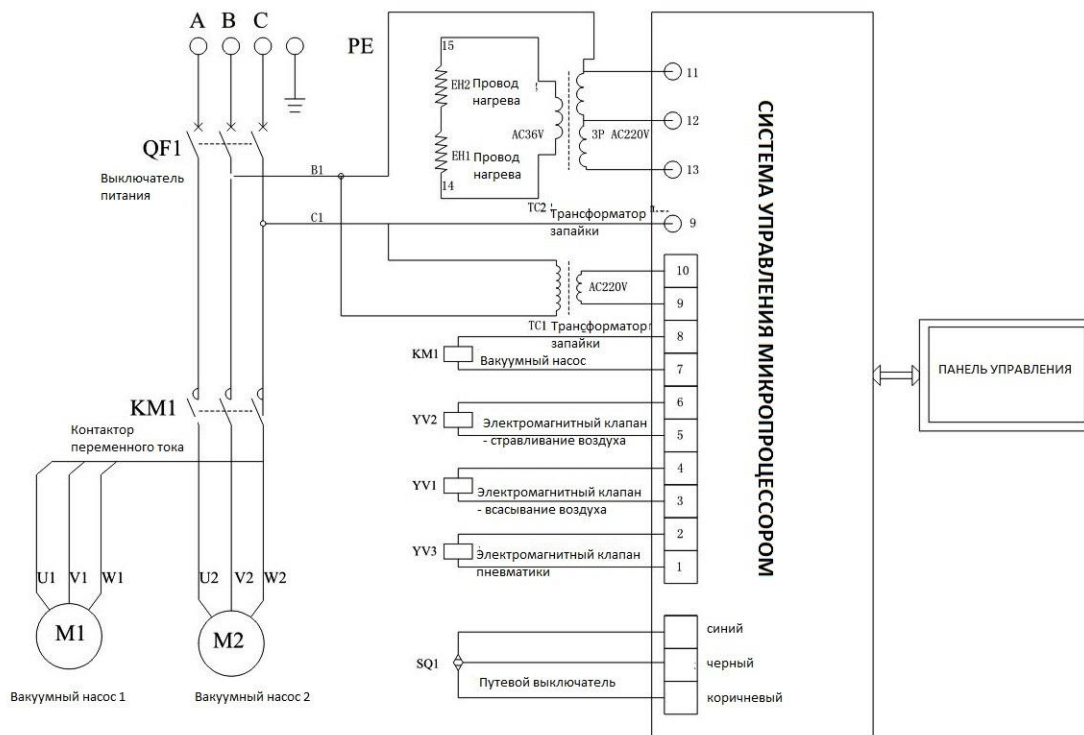 A B C
PE
QF1
Выключатель
питания
B1
C1
15
EH2 Провод
нагрева
AC36V
EH1 Провод
нагрева
14
3P AC220V
11
12
13
TC2 Трансформатор
запайки
9
10
AC220V
9
TC1 Трансформатор
запайки
8
KM1
Вакуумный насос
7
6
YV2
Электромагнитный клапан
- стравливание воздуха
5
4
YV1
Электромагнитный клапан
- всасывание воздуха
3
2
YV3
Электромагнитный клапан
пневматики
1
SQ1
Путевой выключатель
синий
черный
коричневый
СИСТЕМА УПРАВЛЕНИЯ МИКРОПРОЦЕССОРОМ
ПАНЕЛЬ УПРАВЛЕНИЯ
KM1
Контактор
переменного тока
U1 V1 W1
U2 V2 W2
M1
M2
Вакуумный насос 1
Вакуумный насос 2